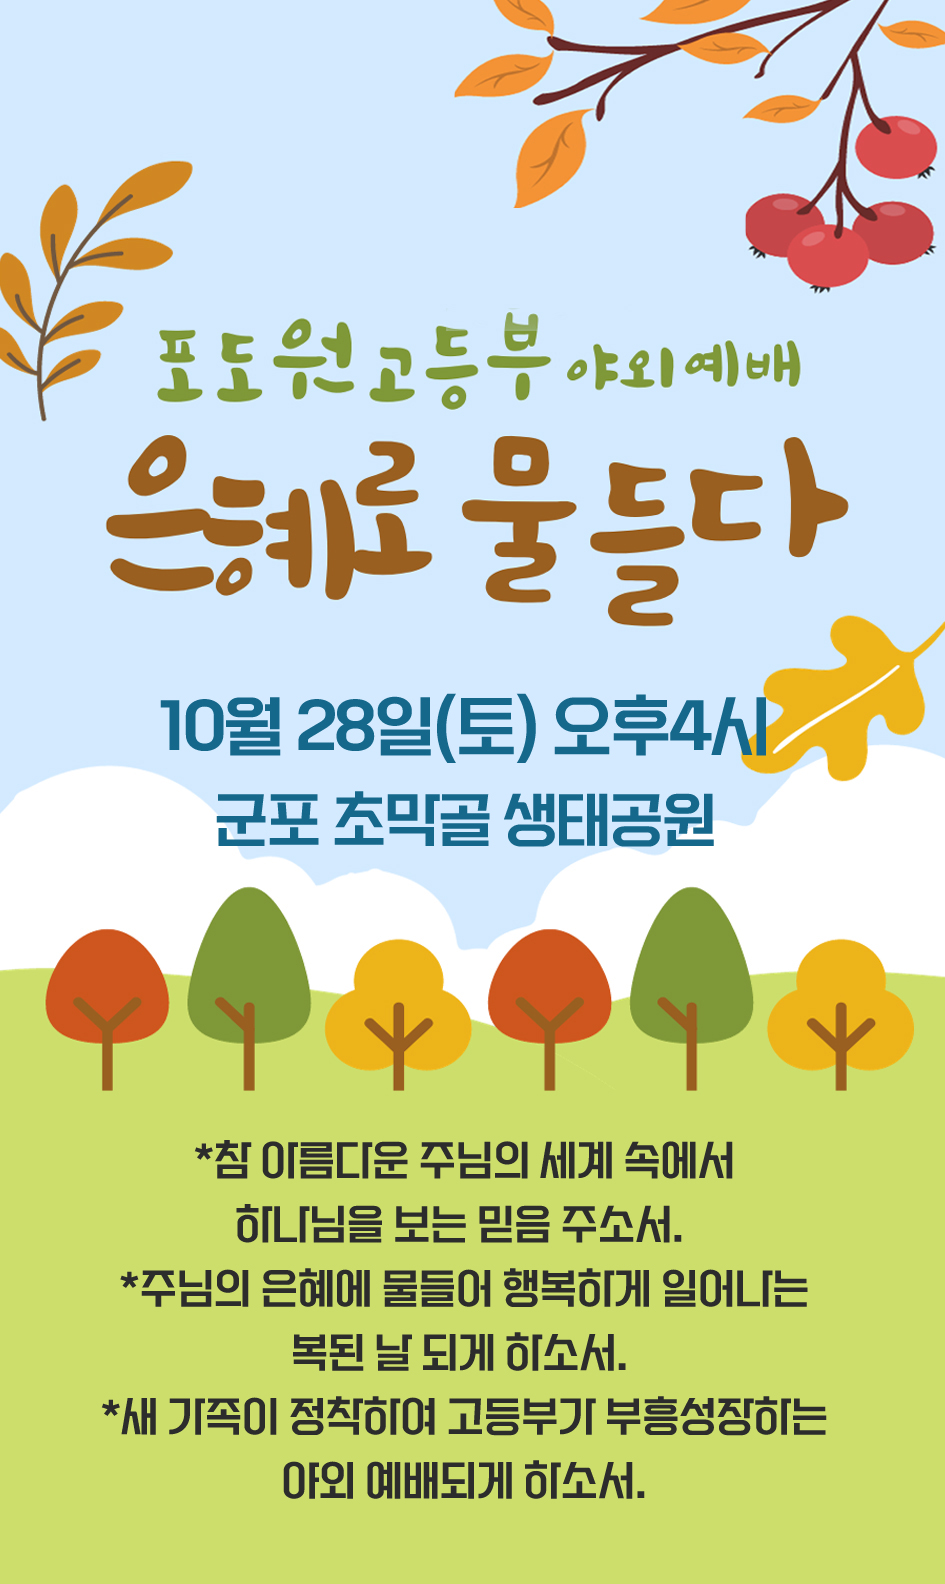 포도원고등부 야외예배
은혜로 물들다
10월 28일(토) 오후4시
군포 초막골 생태공원
*참 아름다운 주님의 세계 속에서
하나님을 보는 믿음 주소서.
*주님의 은혜에 물들어 행복하게 일어나는
복된 날 되게 하소서.
*새 가족이 정착하여 고등부가 부흥성장하는
야외 예배되게 하소서.